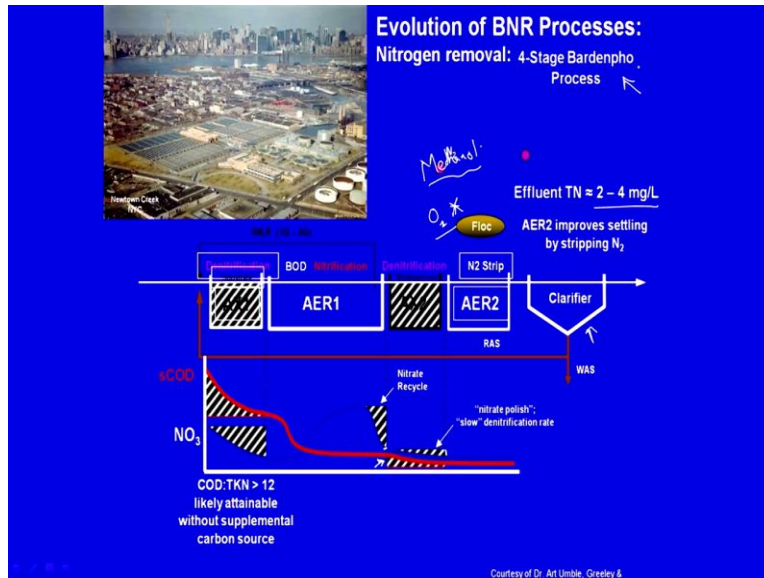 Evolution of BNR Processes:
Nitrogen removal: 4-Stage Bardenpho
Process
Newtown Creek
NYC
Methanol
O2
Floc
Effluent TN ≈ 2 – 4 mg/L
AER2 improves settling
by stripping N2
Denitrification
BOD
Nitrification
Denitrification
N2 Strip
AER1
AER2
Clarifier
RAS
WAS
sCOD
NO3
Nitrate
Recycle
"nitrate polish";
"slow" denitrification rate
COD:TKN > 12
likely attainable
without supplemental
carbon source
Courtesy of Dr. Art Umble, Greeley &